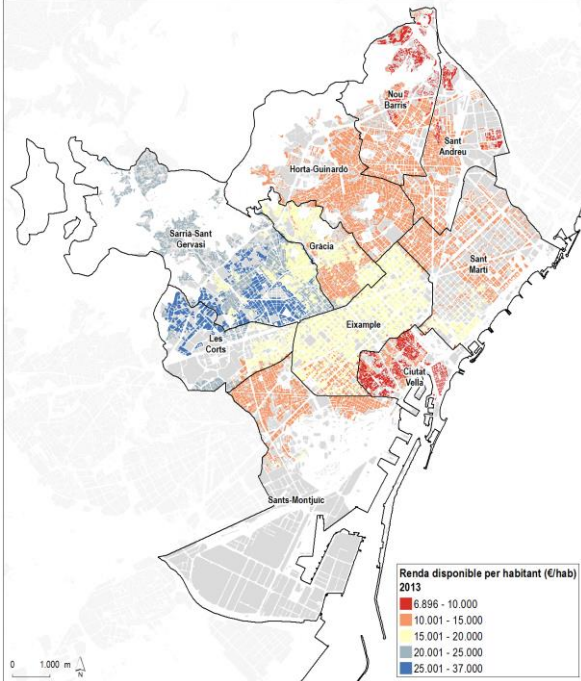 Nou
Barris
Sant
Andreu
Horta-Guinardó
Sarrià-Sant
Gervasi
Gràcia
Sant
Martí
Eixample
Les
Corts
Ciutat
Vella
Sants-Montjuïc
Renda disponible per habitant (€/hab)
2013
6.896 - 10.000
10.001 - 15.000
15.001 - 20.000
20.001 - 25.000
25.001 - 37.000
0 1.000 m
N